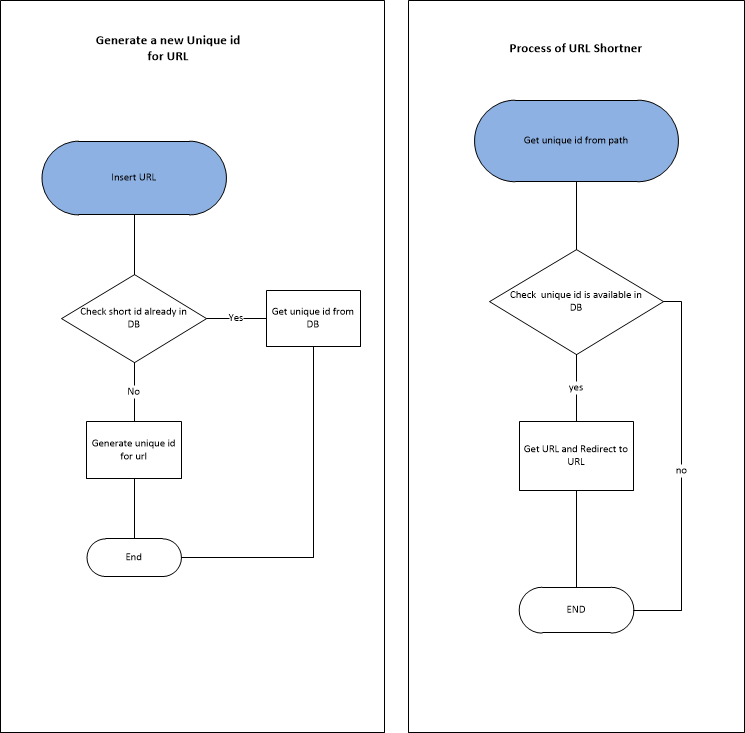 Generate a new Unique id
for URL
Insert URL
Check short id already in
DB
Yes
Get unique id from
DB
No
Generate unique id
for url
End
Process of URL Shortner
Get unique id from path
Check unique id is available in
DB
yes
Get URL and Redirect to
URL
no
END